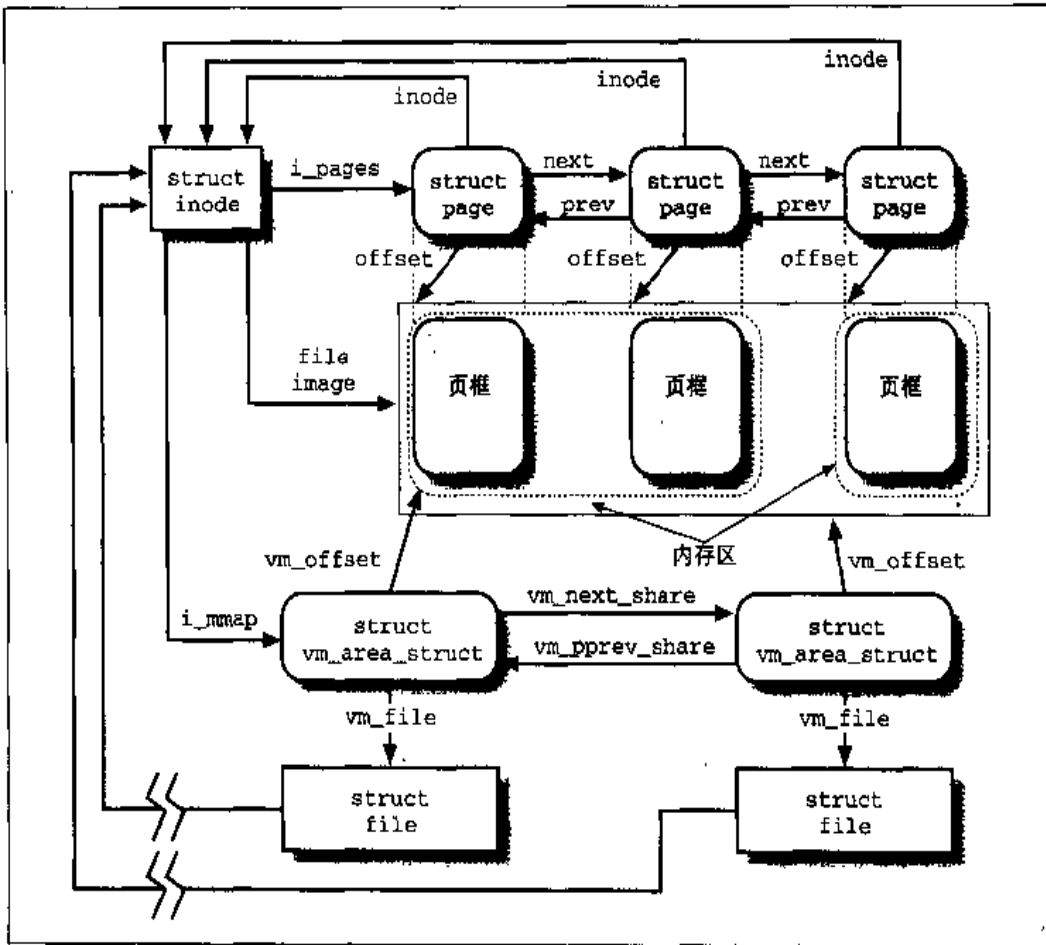 inode
inode
inode
i_pages
next
next
struct
inode
struct
page
struct
page
struct
page
prev
prev
offset
offset
offset
file
image
页框
页框
页框
内存区
vm_offset
vm_offset
i_mmap
struct
vm_area_struct
vm_next_share
vm_pprev_share
struct
vm_area_struct
vm_file
vm_file
struct
file
struct
file